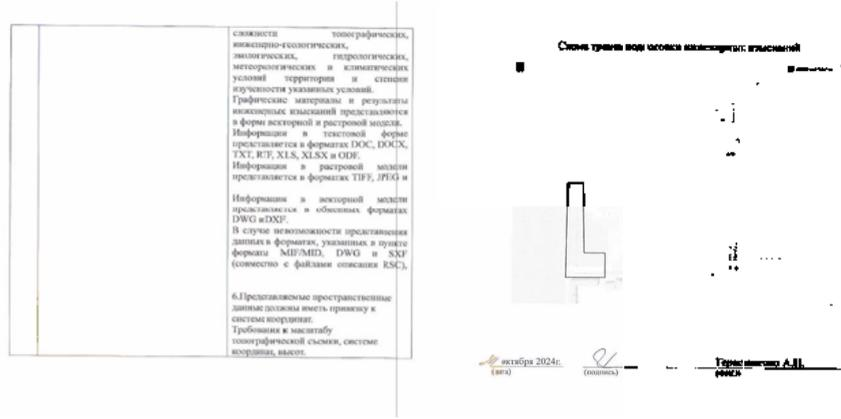 сложности топографических,
инженерно-геологических,
экологических, гидрологических,
метеорологических и климатических
условий территории и степени
изученности указанных условий.
Графические материалы и результаты
инженерных изысканий представляются
в форме векторной и растровой модели.
Информация в текстовой форме
представляется в форматах DOC, DOCX,
TXT, RTF, XLS, XLSX и ODF.
Информация в растровой модели
представляется в форматах TIFF, JPEG и
Информация в векторной модели
представляется в обменных форматах
DWG и DXF.
В случае невозможности представления
данных в форматах, указанных в пункте
форматы MIF/MID, DWG и SXF
(совместно с файлами описания RSC),
6.Представляемые пространственные
данные должны иметь привязку к
системе координат.
Требования к масштабу
топографической съемки, системе
координат, высот.
Схема
изысканий
октября 2024г.
(дата)
(подпись)
А.П.